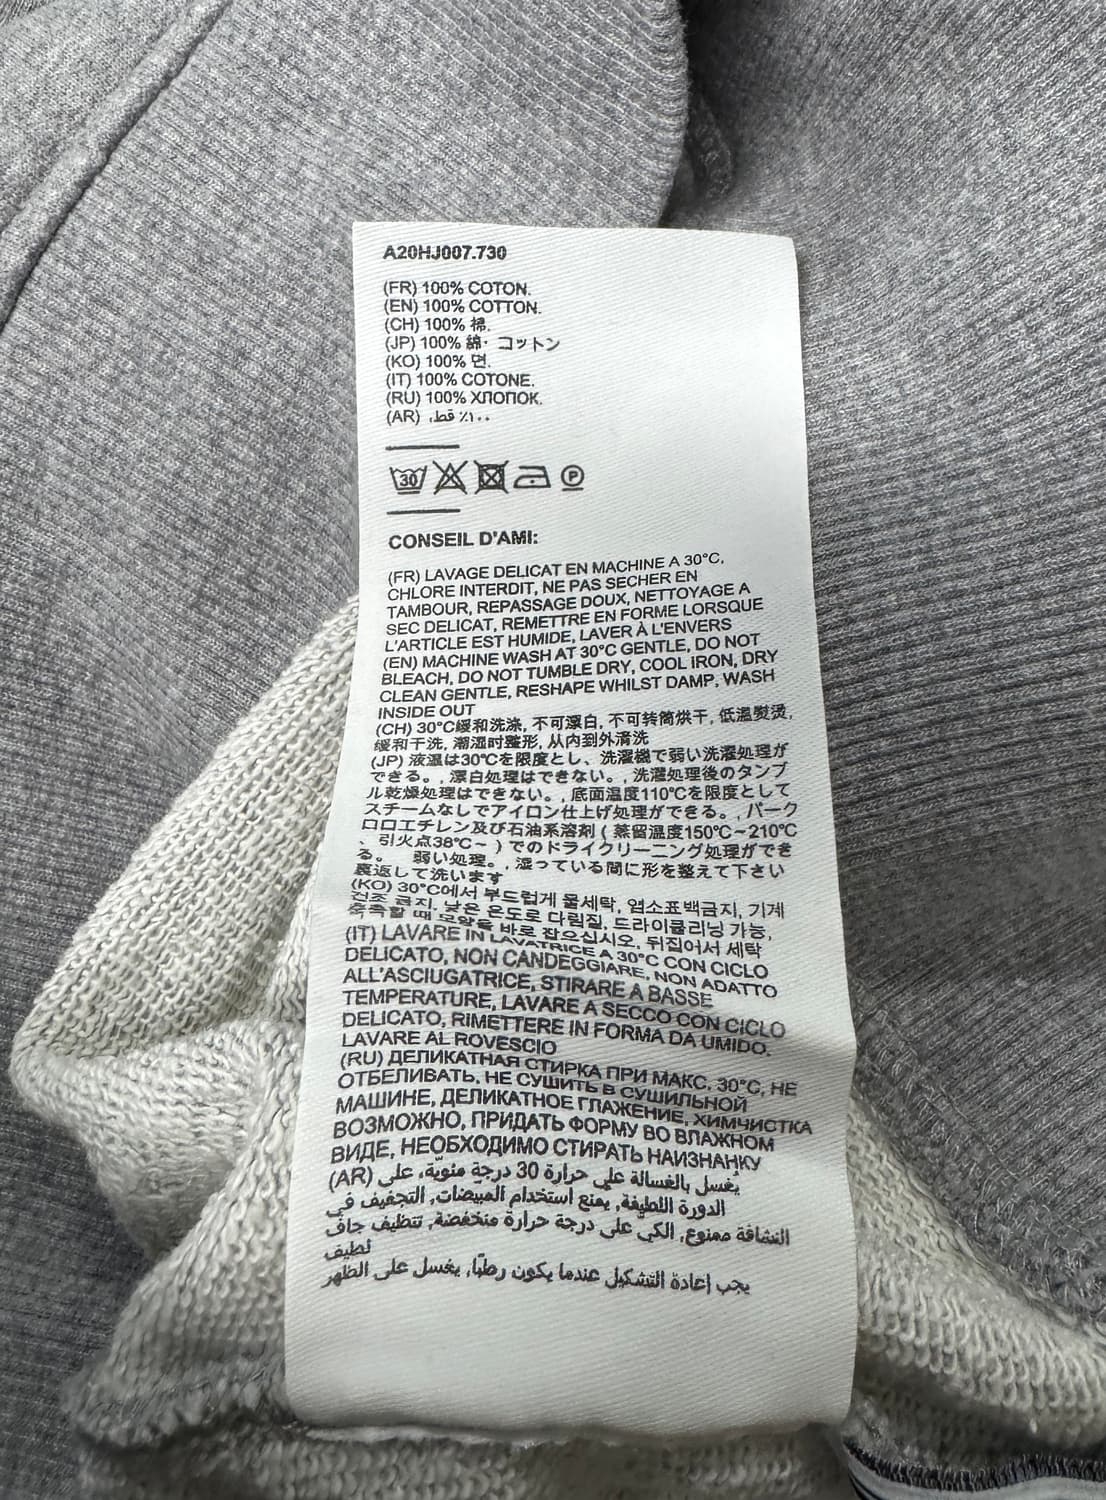 A20HJ007.730
(FR) 100% COTON.
(EN) 100% COTTON.
(CH) 100% 棉.
(JP) 100% 綿・ コットン
(KO) 100% 면.
(IT) 100% COTONE.
(RU) 100% ХЛОПОК.
(AR) ١٠٠٪ قطن.
30 P
CONSEIL D'AMI:
(FR) LAVAGE DELICAT EN MACHINE A 30°C,
CHLORE INTERDIT, NE PAS SECHER EN
TAMBOUR, REPASSAGE DOUX, NETTOYAGE A
SEC DELICAT, REMETTRE EN FORME LORSQUE
L'ARTICLE EST HUMIDE, LAVER À L'ENVERS
(EN) MACHINE WASH AT 30°C GENTLE, DO NOT
BLEACH, DO NOT TUMBLE DRY, COOL IRON, DRY
CLEAN GENTLE, RESHAPE WHILST DAMP, WASH
INSIDE OUT
(CH) 30°C緩和洗涤, 不可漂白, 不可转筒烘干, 低温熨烫,
緩和干洗, 潮湿时整形, 从内到外清洗
(JP) 液温は30℃を限度とし、洗濯機で弱い洗濯処理が
できる。, 漂白処理はできない。, 洗濯処理後のタンブ
ル乾燥処理はできない。, 底面温度110℃を限度として
スチームなしでアイロン仕上げ処理ができる。, パーク
ロロエチレン及び石油系溶剤 ( 蒸留温度150℃~210℃
、引火点38℃~ ) でのドライクリーニング処理ができ
る。 弱い処理。, 湿っている間に形を整えて下さい
裏返して洗います
(KO) 30°C에서 부드럽게 물세탁, 염소표백금지, 기계
건조 금지, 낮은 온도로 다림질, 드라이클리닝 가능,
축축할 때 모양을 바로 잡으십시오, 뒤집어서 세탁
(IT) LAVARE IN LAVATRICE A 30°C CON CICLO
DELICATO, NON CANDEGGIARE, NON ADATTO
ALL'ASCIUGATRICE, STIRARE A BASSE
TEMPERATURE, LAVARE A SECCO CON CICLO
DELICATO, RIMETTERE IN FORMA DA UMIDO.
LAVARE AL ROVESCIO
(RU) ДЕЛИКАТНАЯ СТИРКА ПРИ МАКС. 30°C, НЕ
ОТБЕЛИВАТЬ, НЕ СУШИТЬ В СУШИЛЬНОЙ
МАШИНЕ, ДЕЛИКАТНОЕ ГЛАЖЕНИЕ, ХИМЧИСТКА
ВОЗМОЖНО, ПРИДАТЬ ФОРМУ ВО ВЛАЖНОМ
ВИДЕ, НЕОБХОДИМО СТИРАТЬ НАИЗНАНКУ
(AR) يُغسل بالغسالة علي حرارة 30 درجة مئويّة، على
الدورة اللطيفة, يمنع استخدام المبيضات, التجفيف في
النشافة ممنوع, الكي على درجة حرارة منخفضة, تنظيف جاف
لطيف
يجب إعادة التشكيل عندما يكون رطبًا, يغسل على الظهر